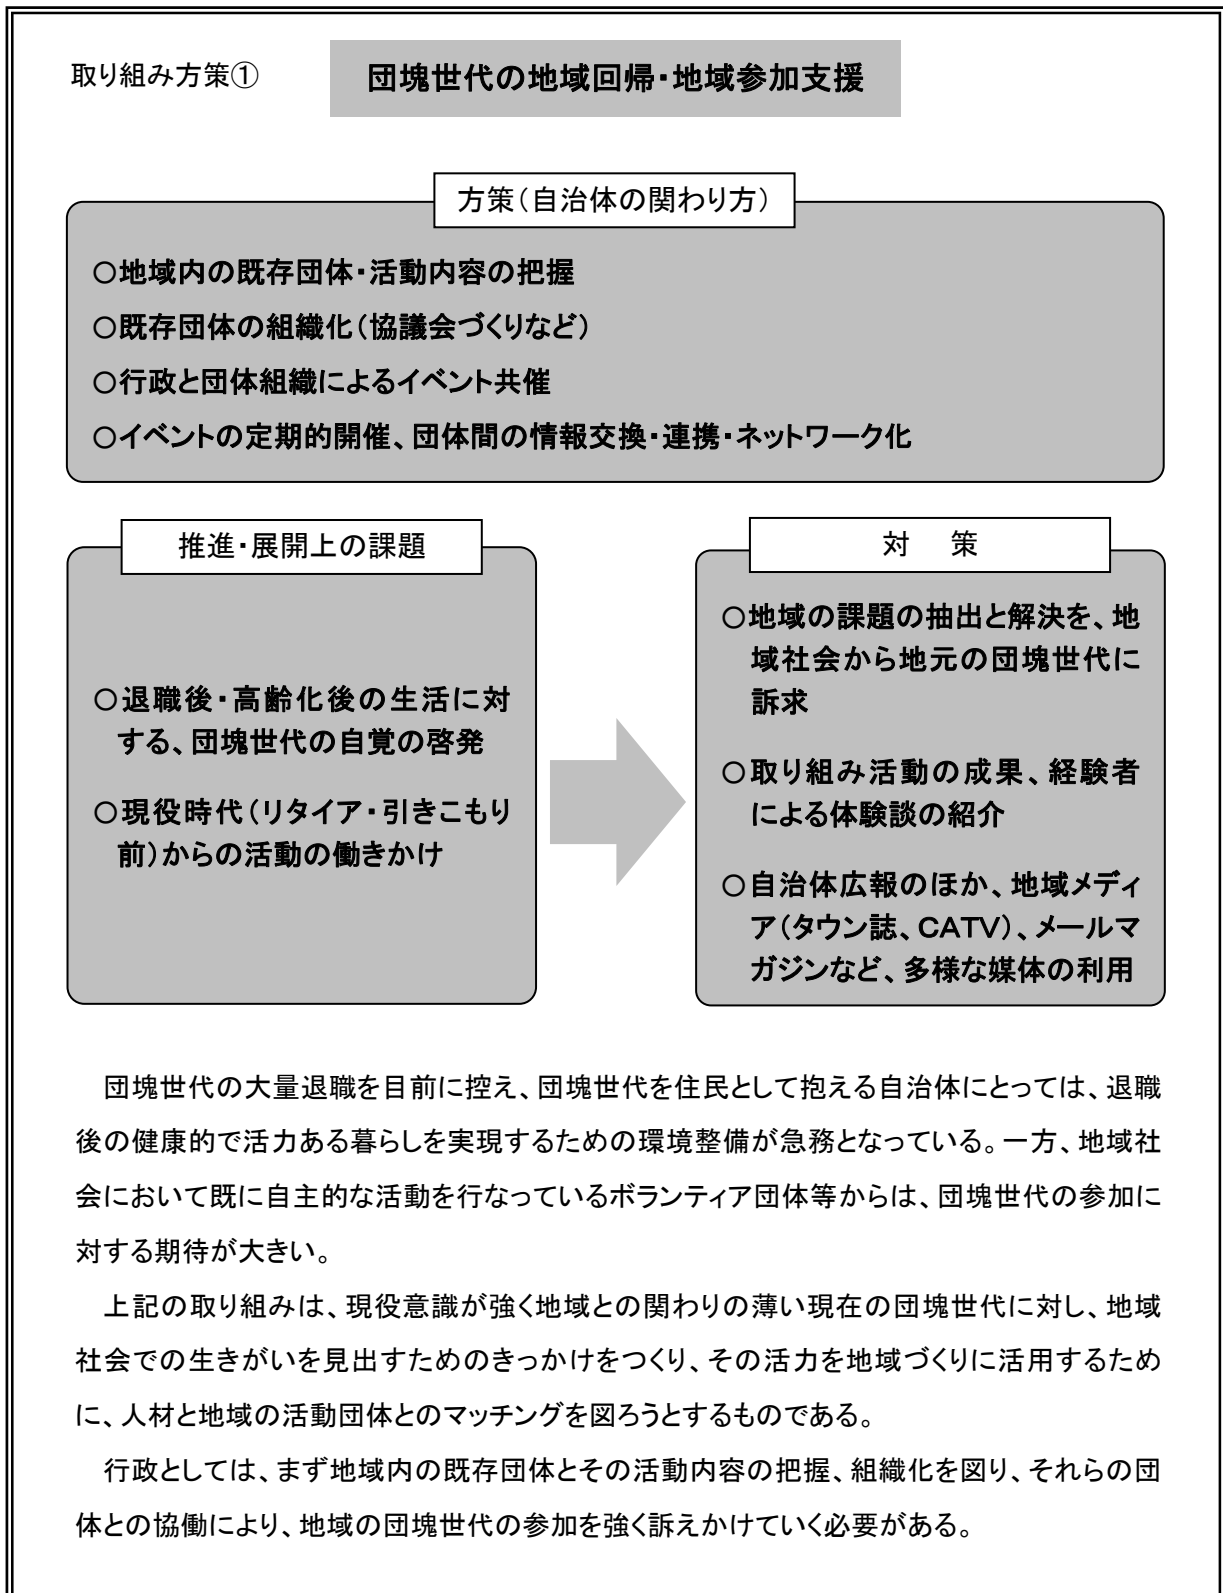 取り組み方策①
団塊世代の地域回帰・地域参加支援
方策（自治体の関わり方）
○地域内の既存団体・活動内容の把握
○既存団体の組織化（協議会づくりなど）
○行政と団体組織によるイベント共催
○イベントの定期的開催、団体間の情報交換・連携・ネットワーク化
推進・展開上の課題
○退職後・高齢化後の生活に対
する、団塊世代の自覚の啓発
○現役時代（リタイア・引きこもり
前）からの活動の働きかけ
対　策
○地域の課題の抽出と解決を、地
域社会から地元の団塊世代に
訴求
○取り組み活動の成果、経験者
による体験談の紹介
○自治体広報のほか、地域メディ
ア（タウン誌、ＣＡＴＶ）、メールマ
ガジンなど、多様な媒体の利用
団塊世代の大量退職を目前に控え、団塊世代を住民として抱える自治体にとっては、退職
後の健康的で活力ある暮らしを実現するための環境整備が急務となっている。一方、地域社
会において既に自主的な活動を行なっているボランティア団体等からは、団塊世代の参加に
対する期待が大きい。
上記の取り組みは、現役意識が強く地域との関わりの薄い現在の団塊世代に対し、地域
社会での生きがいを見出すためのきっかけをつくり、その活力を地域づくりに活用するため
に、人材と地域の活動団体とのマッチングを図ろうとするものである。
行政としては、まず地域内の既存団体とその活動内容の把握、組織化を図り、それらの団
体との協働により、地域の団塊世代の参加を強く訴えかけていく必要がある。